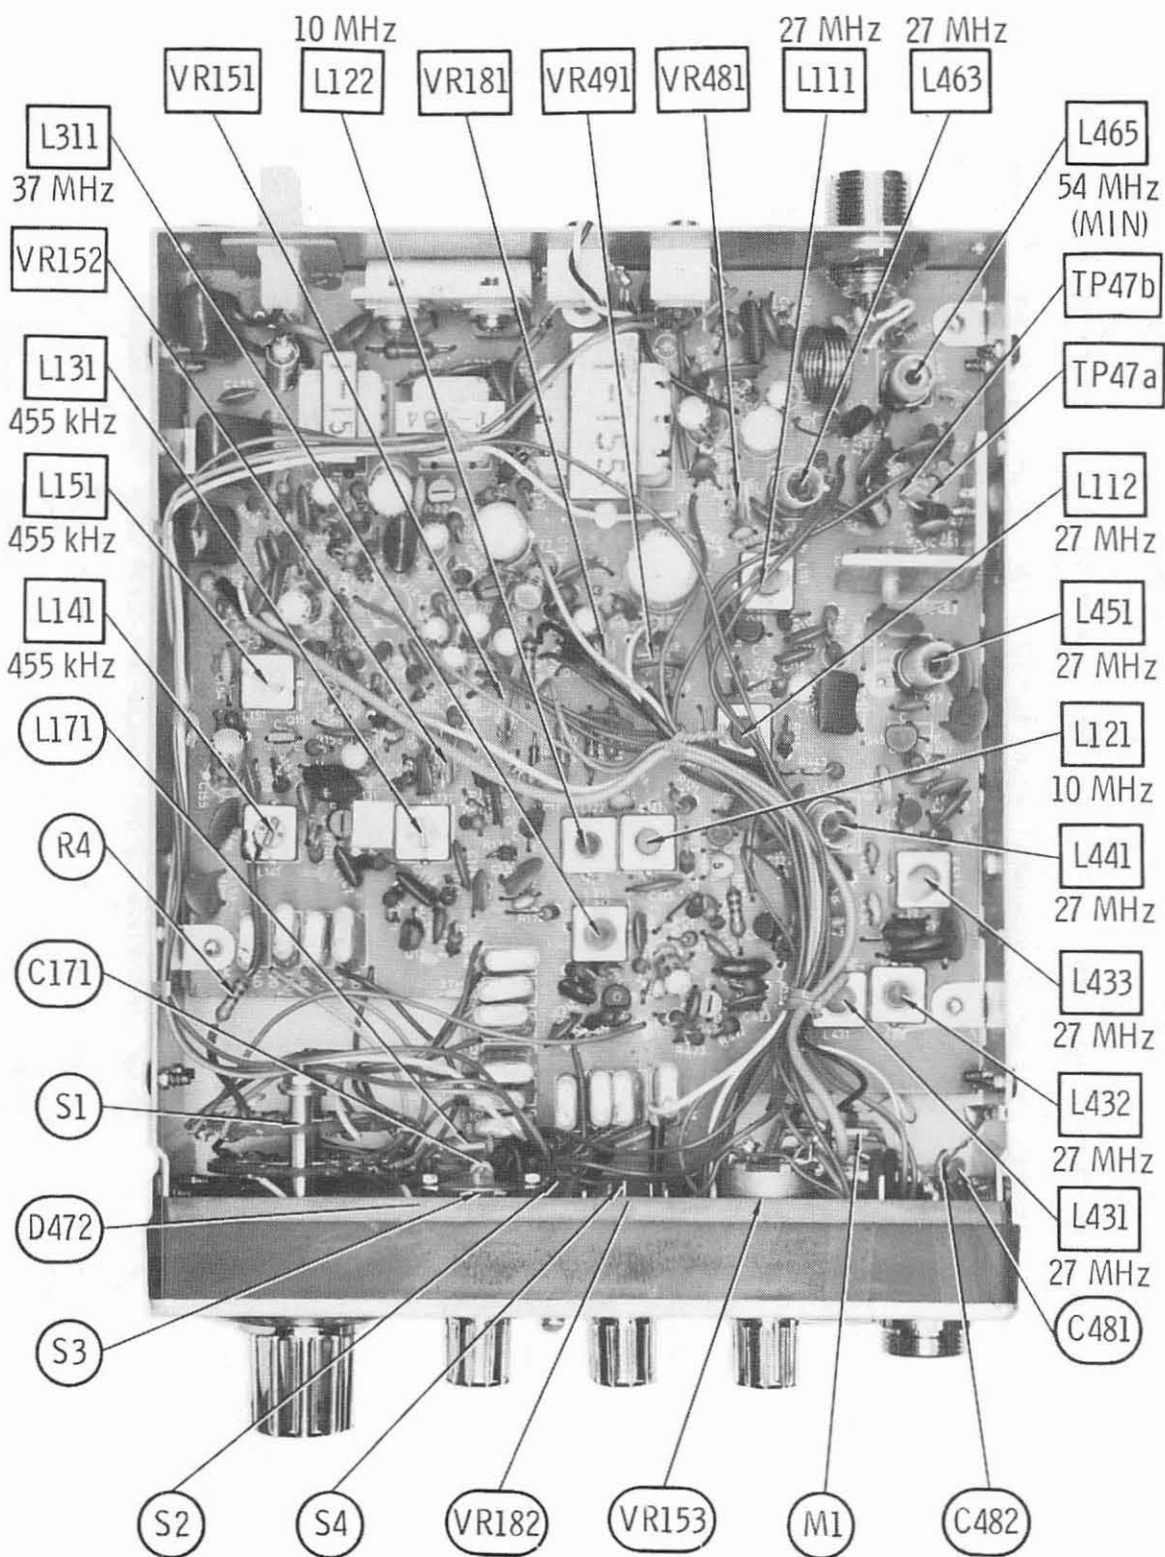 10 MHz
27 MHz
27 MHz
VR151
L122
VR181
VR491
VR481
L111
L463
L311
37 MHz
L465
54 MHz
(MIN)
VR152
TP47b
L131
455 kHz
TP47a
L151
455 kHz
L112
27 MHz
L141
455 kHz
L451
27 MHz
L171
L121
10 MHz
R4
L441
27 MHz
C171
L433
27 MHz
S1
L432
27 MHz
D472
L431
27 MHz
S3
C481
S2
S4
VR182
VR153
M1
C482